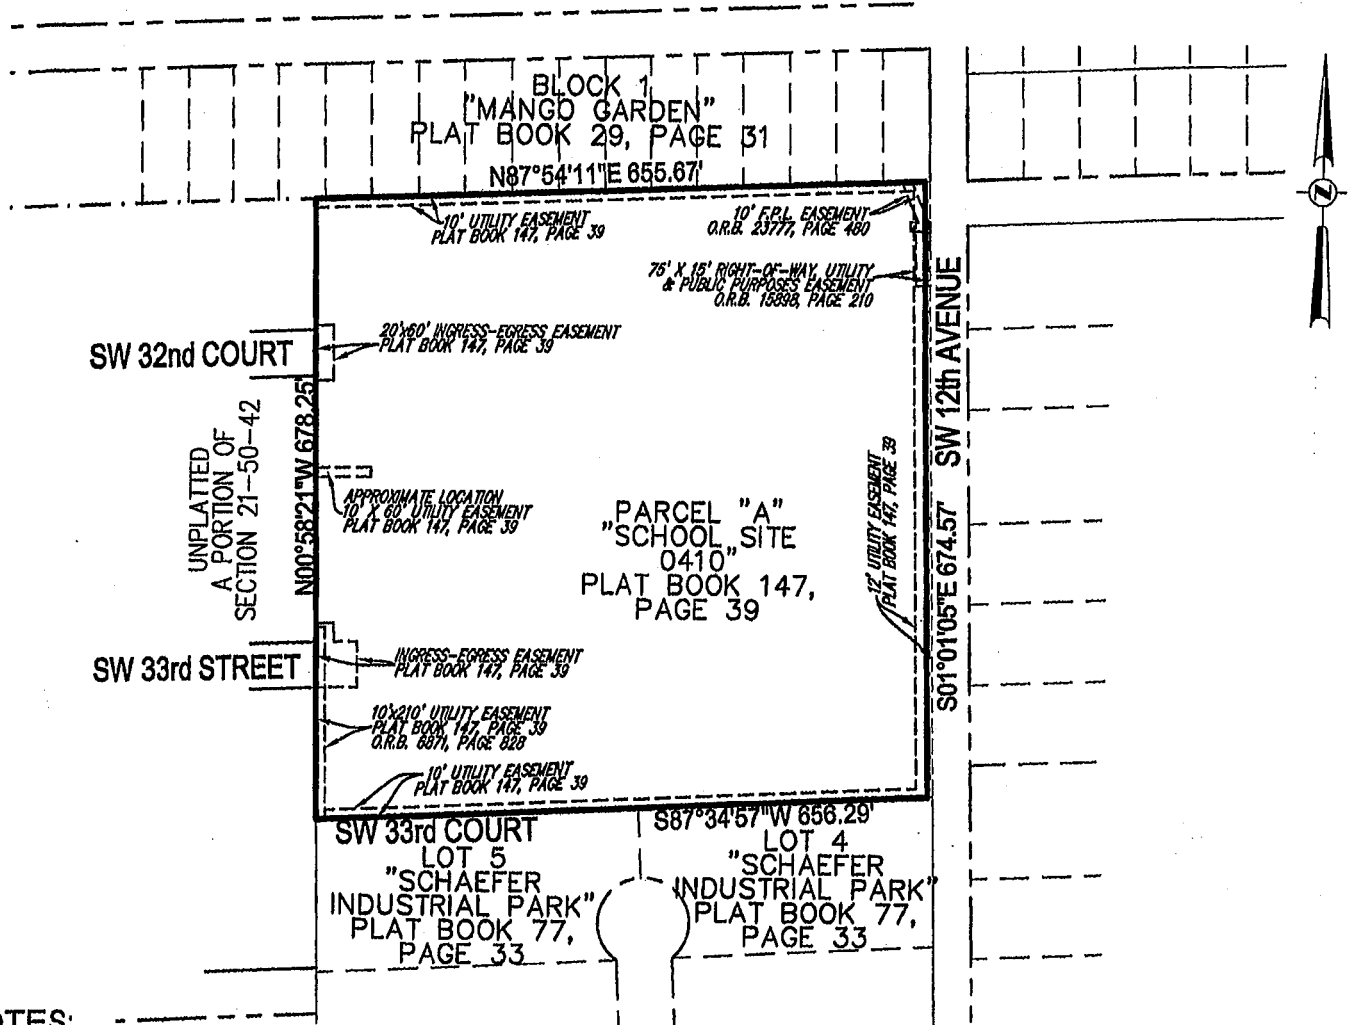 BLOCK 1
"MANGO GARDEN"
PLAT BOOK 29, PAGE 31
N87°54'11"E 655.67'
10' UTILITY EASEMENT
PLAT BOOK 147, PAGE 39
10' F.P.L. EASEMENT
O.R.B. 23777, PAGE 480
76' X 15' RIGHT-OF-WAY, UTILITY
& PUBLIC PURPOSES EASEMENT
O.R.B. 15898, PAGE 210
Z
SW 12th AVENUE
20'x60' INGRESS-EGRESS EASEMENT
PLAT BOOK 147, PAGE 39
SW 32nd COURT
N00°58'21"W 678.25'
UNPLATTED
A PORTION OF
SECTION 21-50-42
APPROXIMATE LOCATION
10' X 60' UTILITY EASEMENT
PLAT BOOK 147, PAGE 39
PARCEL "A"
"SCHOOL SITE
0410"
PLAT BOOK 147,
PAGE 39
12' UTILITY EASEMENT
PLAT BOOK 147, PAGE 39
S01°01'05"E 674.57'
SW 33rd STREET
INGRESS-EGRESS EASEMENT
PLAT BOOK 147, PAGE 39
10'x210' UTILITY EASEMENT
PLAT BOOK 147, PAGE 39
O.R.B. 6871, PAGE 828
10' UTILITY EASEMENT
PLAT BOOK 147, PAGE 39
S87°34'57"W 656.29'
SW 33rd COURT
LOT 5
"SCHAEFER
INDUSTRIAL PARK"
PLAT BOOK 77,
PAGE 33
LOT 4
"SCHAEFER
INDUSTRIAL PARK"
PLAT BOOK 77,
PAGE 33
OTES: